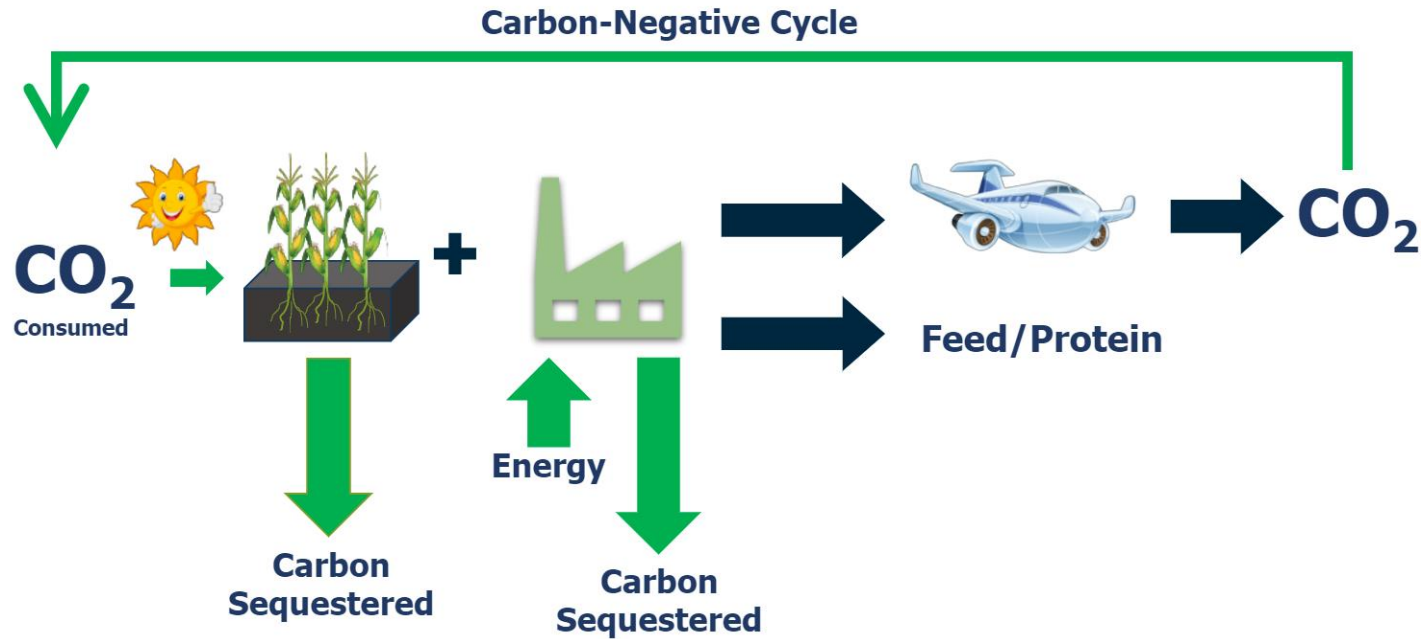 Carbon-Negative Cycle
CO₂
Consumed
+
CO₂
Feed/Protein
Energy
Carbon
Sequestered
Carbon
Sequestered